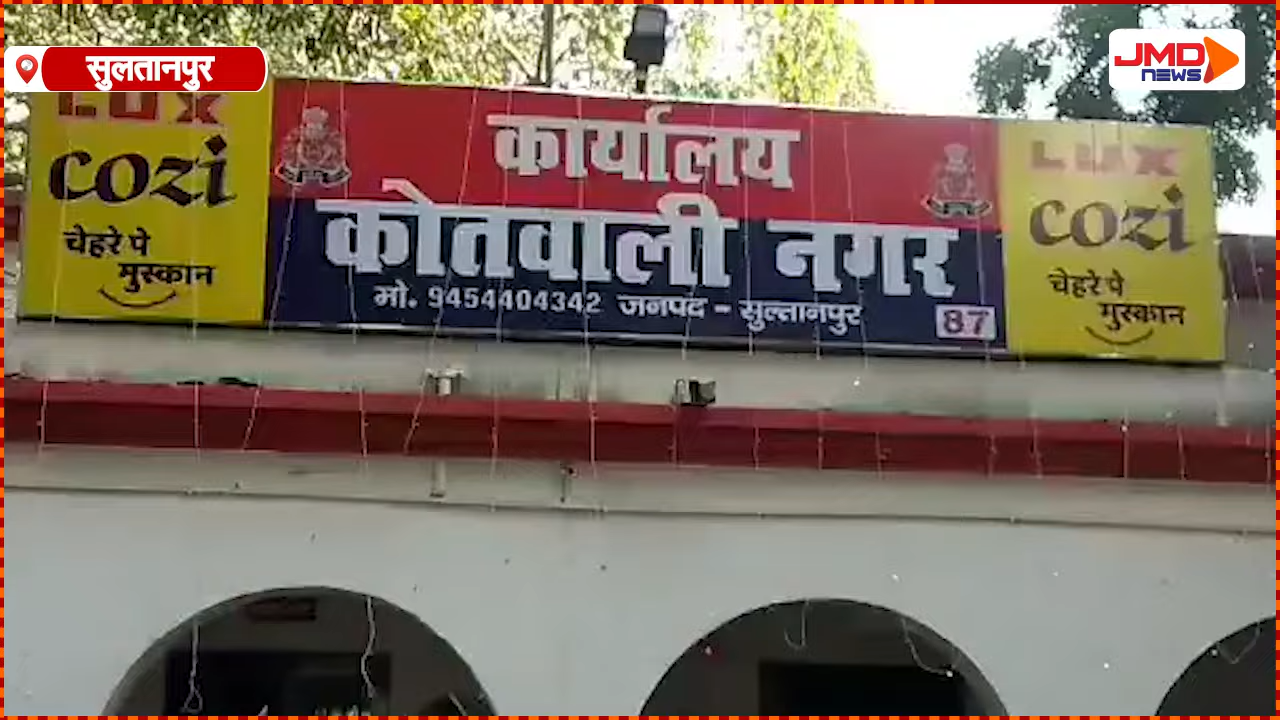 सुलतानपुर
JMD
NEWS
LUX
cozi
चेहरे पे
मुस्कान
कार्यालय
कोतवाली नगर
मो. 9454404342 जनपद - सुल्तानपुर
87
LUX
cozi
चेहरे पे
मुस्कान